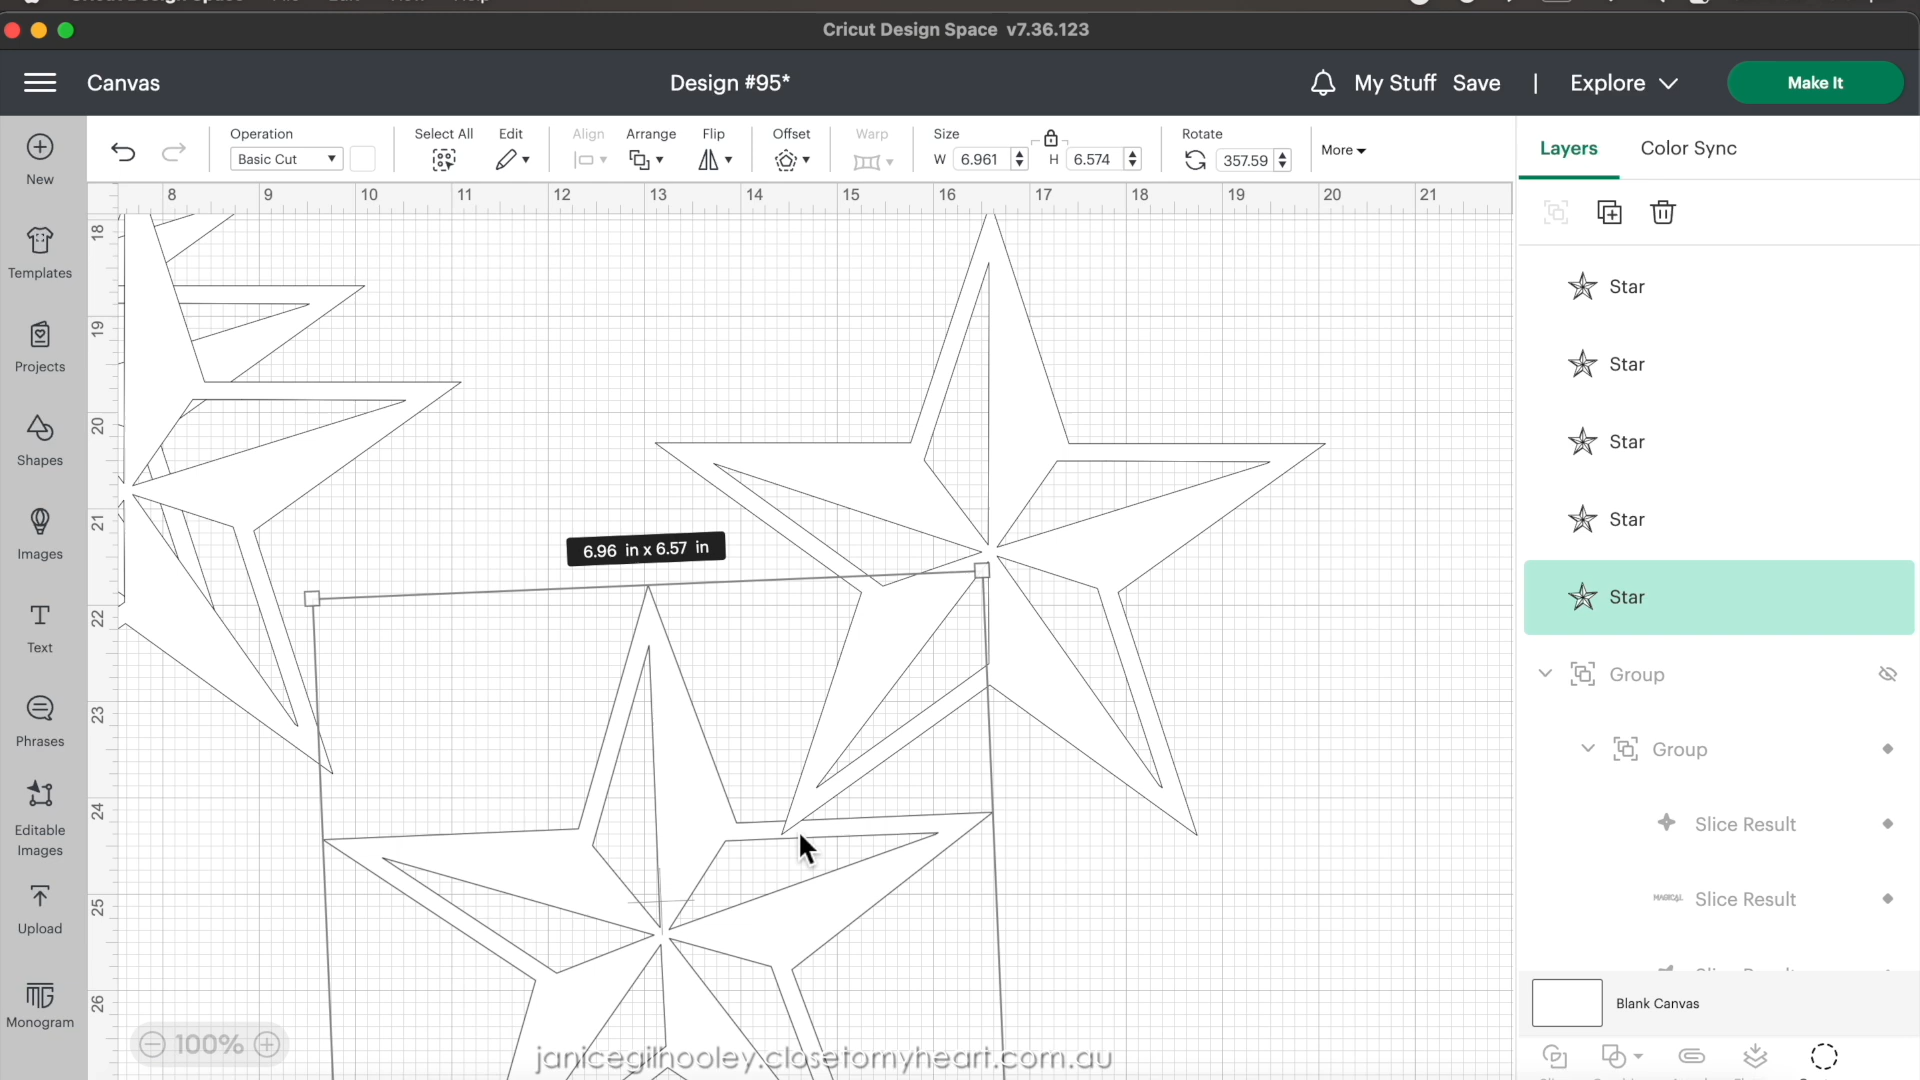 Cricut Design Space v7.36.123
Canvas
Design #95*
My Stuff
Save
|
Explore
Make It
Operation
Basic Cut
Select All
Edit
Align
Arrange
Flip
Offset
Warp
Size
W 6.961
H 6.574
Rotate
357.59
More
Layers
Color Sync
New
Templates
Projects
Shapes
Images
Text
Phrases
Editable
Images
Upload
Monogram
8 9 10 11 12 13 14 15 16 17 18 19 20 21
18
19
20
21
22
23
24
25
26
6.96 in x 6.57 in
Star
Star
Star
Star
Star
Group
Group
Slice Result
MAGICAL
Slice Result
Slice Result
Blank Canvas
100%
janicegilhooley.closetomyheart.com.au